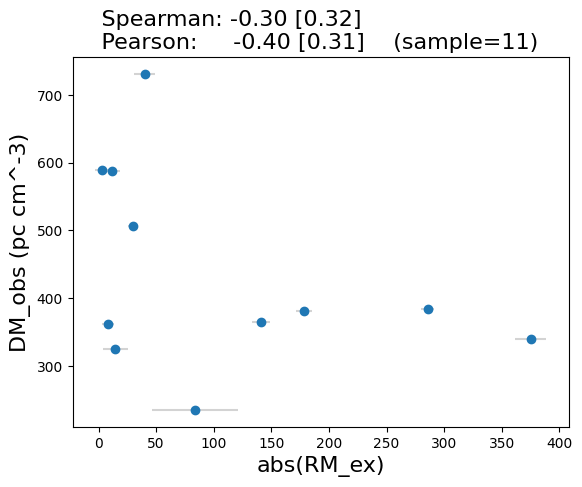 Spearman: -0.30 [0.32]
Pearson: -0.40 [0.31] (sample=11)
700
600
500
400
300
DM_obs (pc cm^-3)
0 50 100 150 200 250 300 350 400
abs(RM_ex)